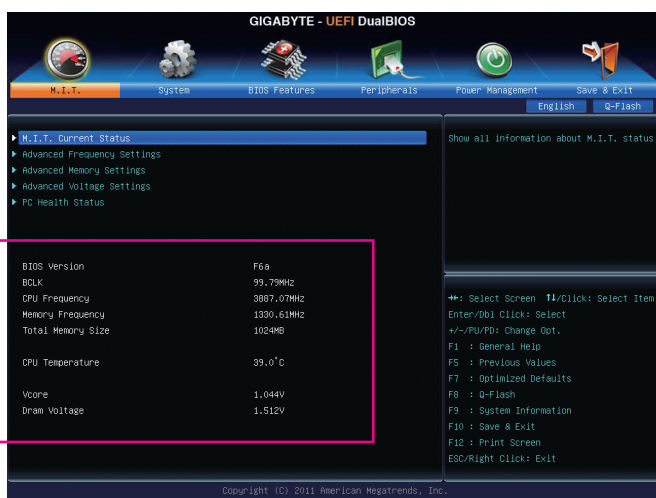 GIGABYTE - UEFI DualBIOS
M.I.T. System BIOS Features Peripherals Power Management Save & Exit
English Q-Flash
M.I.T. Current Status
Advanced Frequency Settings
Advanced Memory Settings
Advanced Voltage Settings
PC Health Status
Show all information about M.I.T. status
BIOS Version F6a
BCLK 99.79MHz
CPU Frequency 3887.07MHz
Memory Frequency 1330.61MHz
Total Memory Size 1024MB
CPU Temperature 39.0°C
Vcore 1.044V
Dram Voltage 1.512V
→←: Select Screen ↑↓/Click: Select Item
Enter/Dbl Click: Select
+/-/PU/PD: Change Opt.
F1 : General Help
F5 : Previous Values
F7 : Optimized Defaults
F8 : Q-Flash
F9 : System Information
F10 : Save & Exit
F12 : Print Screen
ESC/Right Click: Exit
Copyright (C) 2011 American Megatrends, Inc.